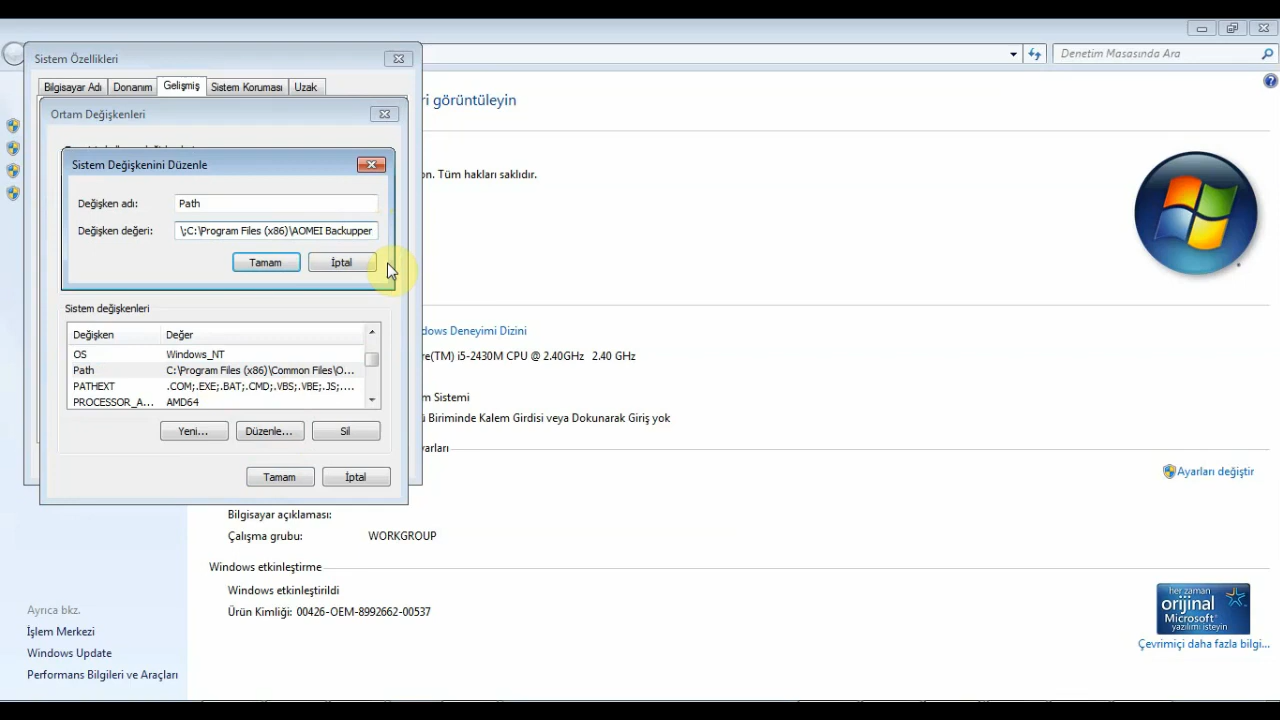 Sistem Özellikleri
Denetim Masasında Ara
Bilgisayar Adı Donanım Gelişmiş Sistem Koruması Uzak
ri görüntüleyin
Ortam Değişkenleri
Sistem Değişkenini Düzenle
on. Tüm hakları saklıdır.
Değişken adı: Path
Değişken değeri: \;C:\Program Files (x86)\AOMEI Backupper
Tamam İptal
Sistem değişkenleri
Değişken Değer
OS Windows_NT
Path C:\Program Files (x86)\Common Files\O...
PATHEXT .COM;.EXE;.BAT;.CMD;.VBS;.VBE;.JS;....
PROCESSOR_A... AMD64
Yeni... Düzenle... Sil
Tamam İptal
dows Deneyimi Dizini
re(TM) i5-2430M CPU @ 2.40GHz 2.40 GHz
m Sistemi
ü Biriminde Kalem Girdisi veya Dokunarak Giriş yok
arları
Ayarları değiştir
Bilgisayar açıklaması:
Çalışma grubu: WORKGROUP
Windows etkinleştirme
Windows etkinleştirildi
Ürün Kimliği: 00426-OEM-8992662-00537
her zaman
orijinal
Microsoft
yazılımı isteyin
Çevrimiçi daha fazla bilgi...
Ayrıca bkz.
İşlem Merkezi
Windows Update
Performans Bilgileri ve Araçları